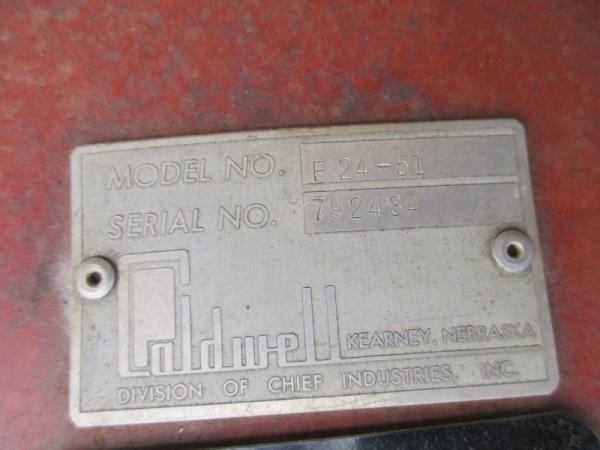 MODEL NO. F 24-51
SERIAL NO. 792434
Caldwell KEARNEY, NEBRASKA
DIVISION OF CHIEF INDUSTRIES, INC.